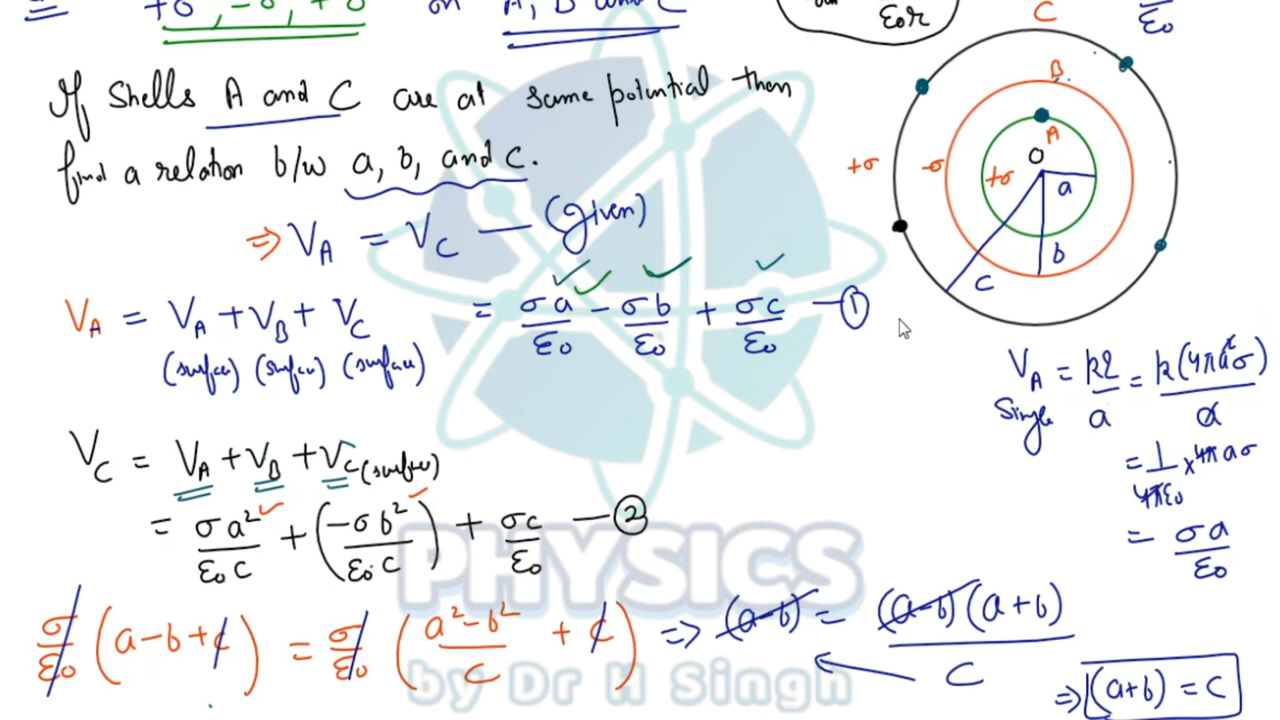 +σ, -σ, +σ on A, B and C
ε₀r
ε₀
If Shells A and C are at same potential then
find a relation b/w a, b, and c.
⇒ V_A = V_C — (given)
V_A = V_A + V_B + V_C = σa/ε₀ - σb/ε₀ + σc/ε₀ — ①
(surface) (surface) (surface)
V_C = V_A + V_B + V_C (surface)
= σa²/ε₀c + (-σb²/ε₀c) + σc/ε₀ — ②
σ/ε₀ (a-b+c) = σ/ε₀ (a²-b²/c + c) ⇒ (a-b) = (a-b)(a+b)/c
⇒ (a+b) = c
C
B
A
O
+σ -σ +σ
a
b
c
V_A = kq/a = k(4πa²σ)/a
Single
= 1/4πε₀ × 4πaσ
= σa/ε₀
PHYSICS
by Dr H Singh